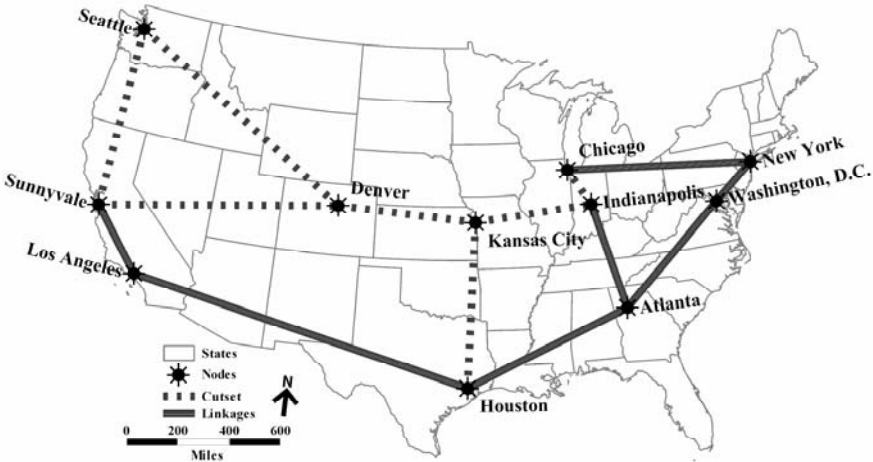 Seattle
Chicago
New York
Sunnyvale
Denver
Indianapolis
Washington, D.C.
Kansas City
Los Angeles
Atlanta
Houston
States
Nodes
Cutset
Linkages
N
0 200 400 600
Miles